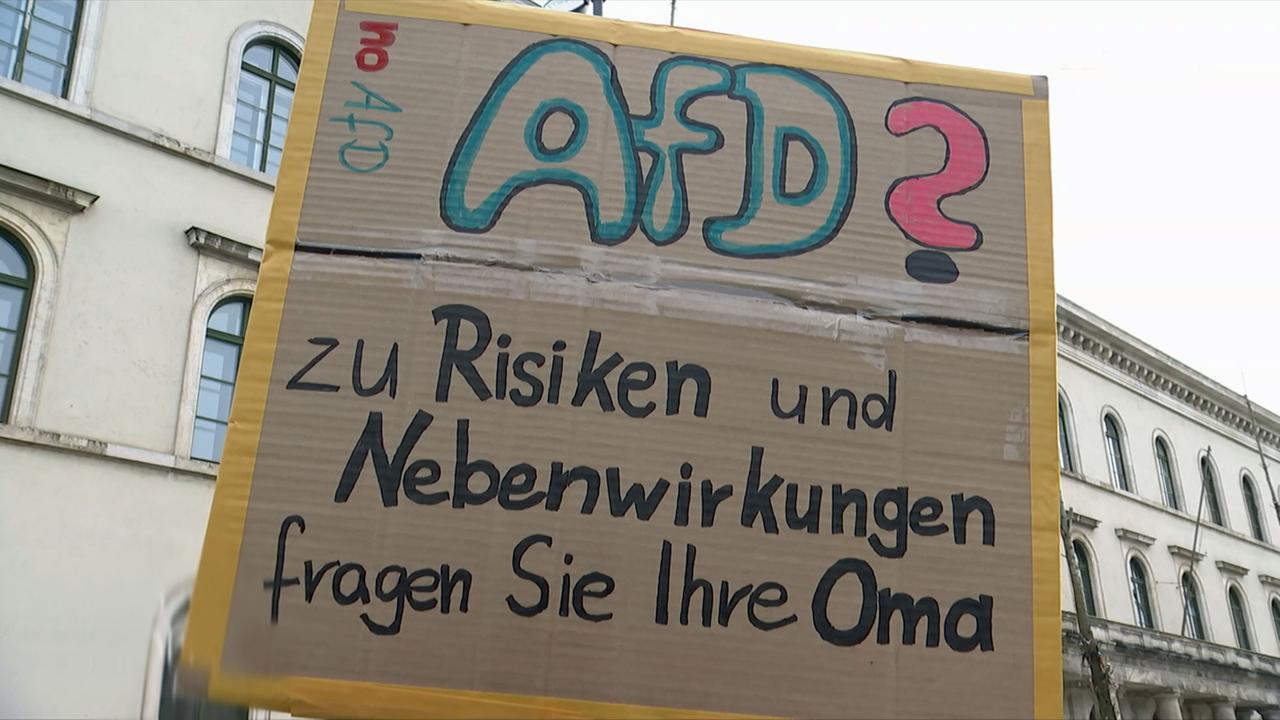 no
AfD
AfD?
zu Risiken und
Nebenwirkungen
fragen Sie Ihre Oma